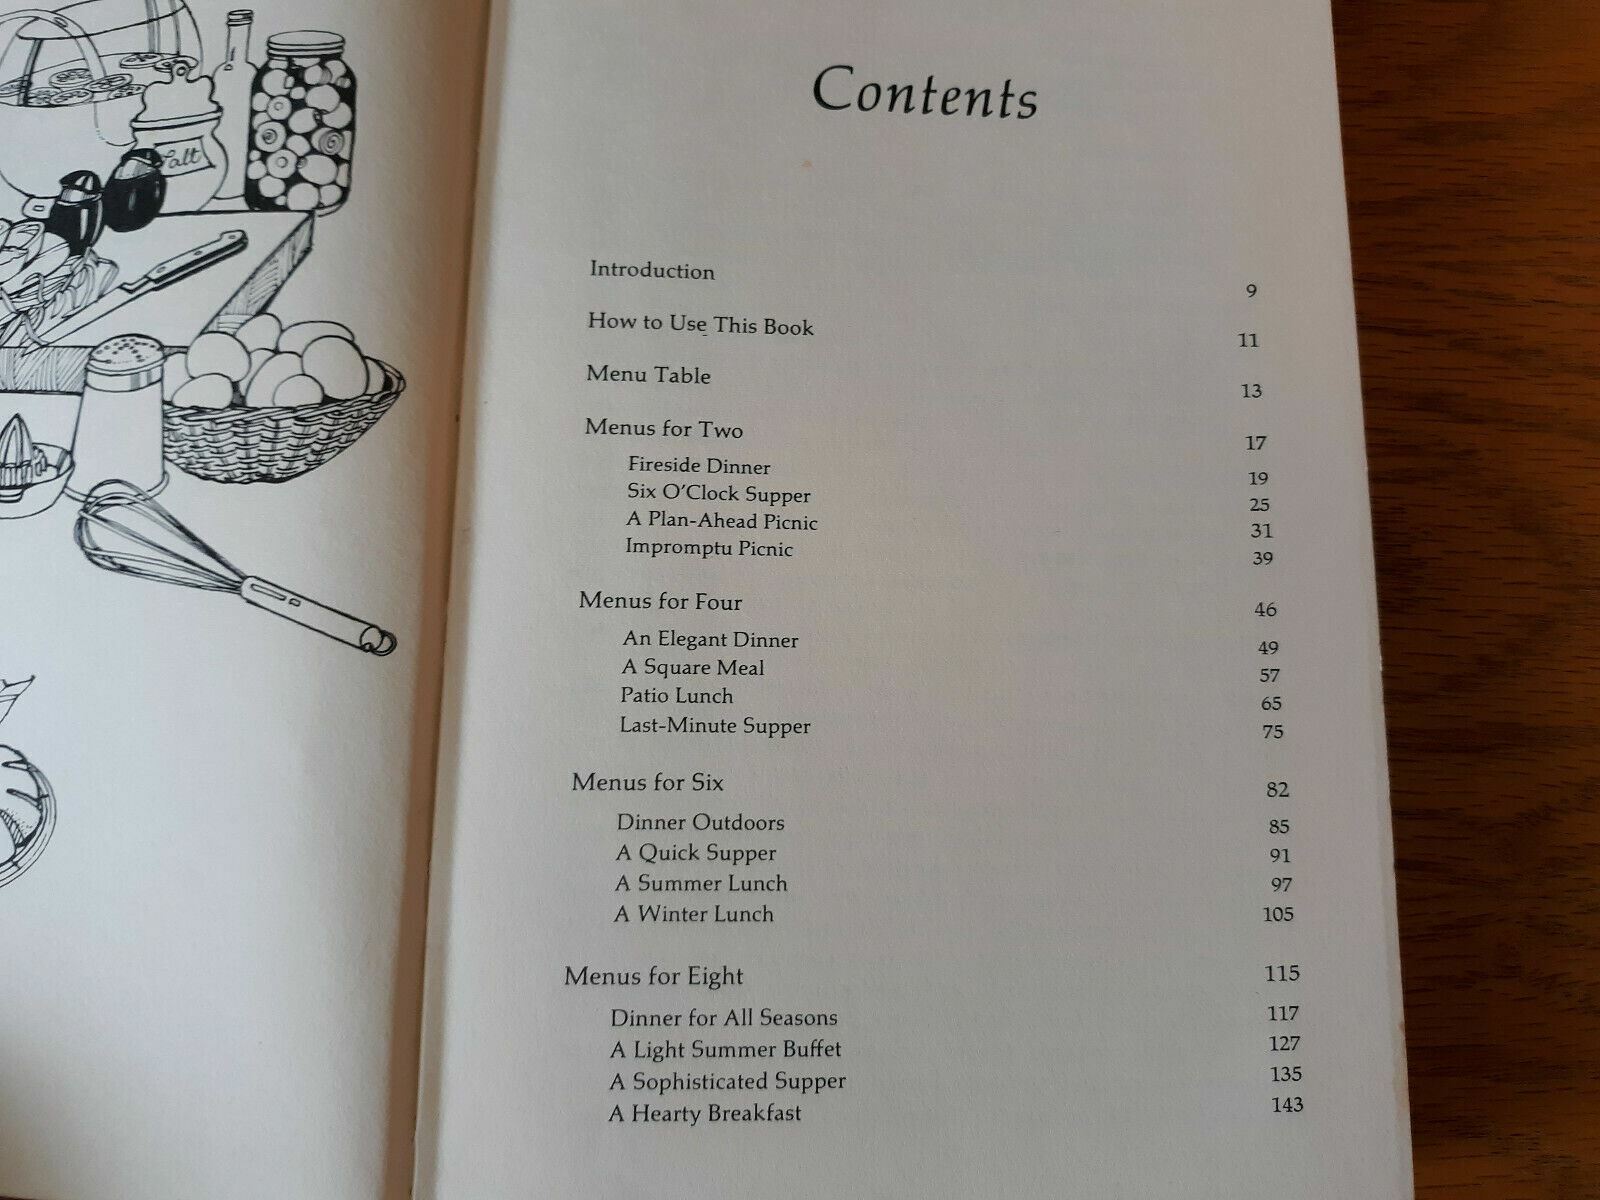 Salt
Contents
Introduction 9
How to Use This Book 11
Menu Table 13
Menus for Two 17
Fireside Dinner 19
Six O'Clock Supper 25
A Plan-Ahead Picnic 31
Impromptu Picnic 39
Menus for Four 46
An Elegant Dinner 49
A Square Meal 57
Patio Lunch 65
Last-Minute Supper 75
Menus for Six 82
Dinner Outdoors 85
A Quick Supper 91
A Summer Lunch 97
A Winter Lunch 105
Menus for Eight 115
Dinner for All Seasons 117
A Light Summer Buffet 127
A Sophisticated Supper 135
A Hearty Breakfast 143